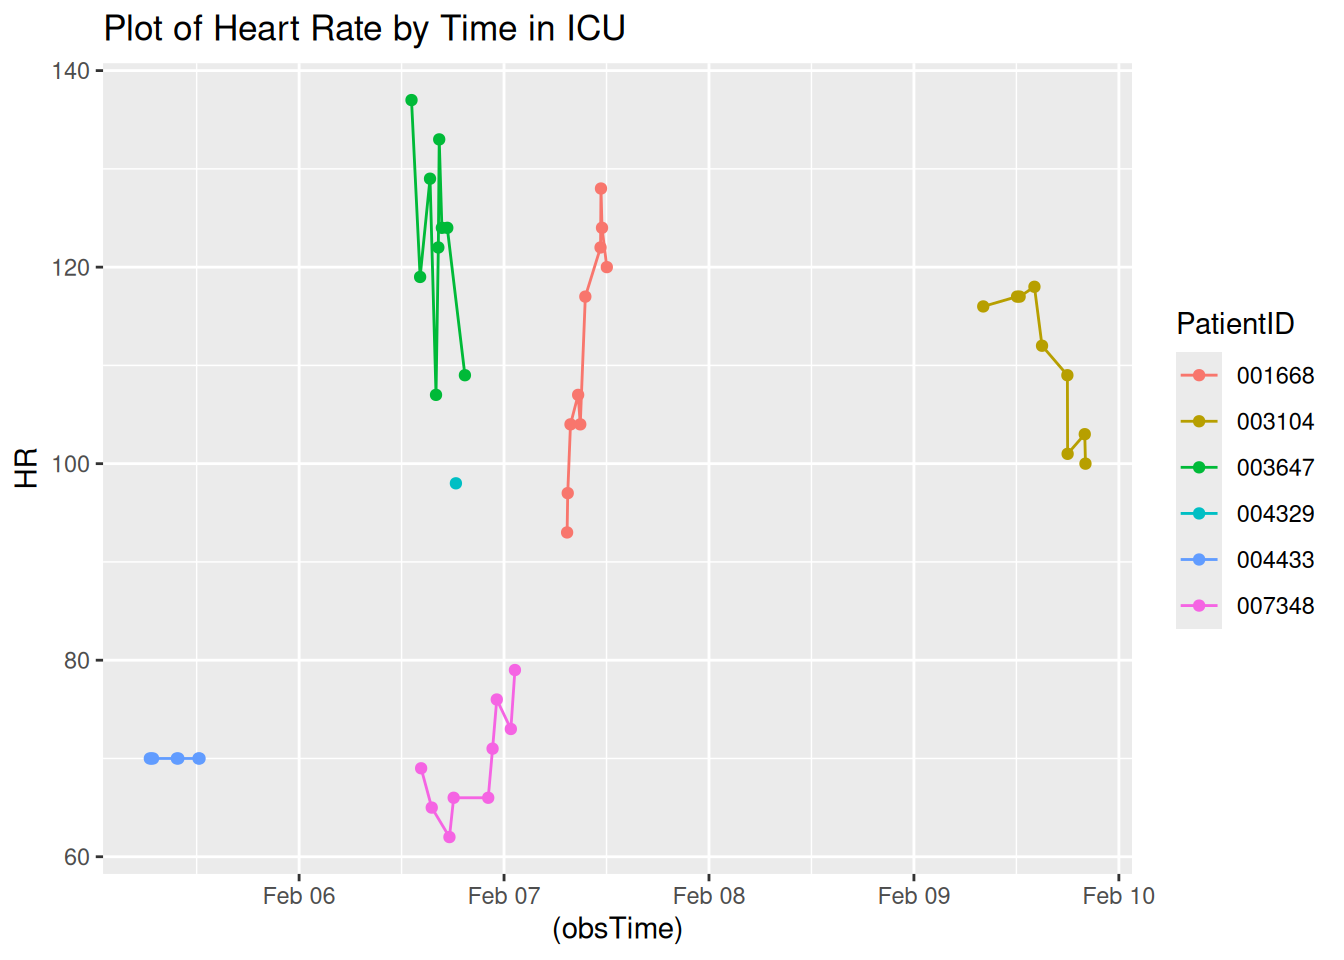 Plot of Heart Rate by Time in ICU
140
120
100
80
60
HR
Feb 06
Feb 07
Feb 08
Feb 09
Feb 10
(obsTime)
PatientID
001668
003104
003647
004329
004433
007348